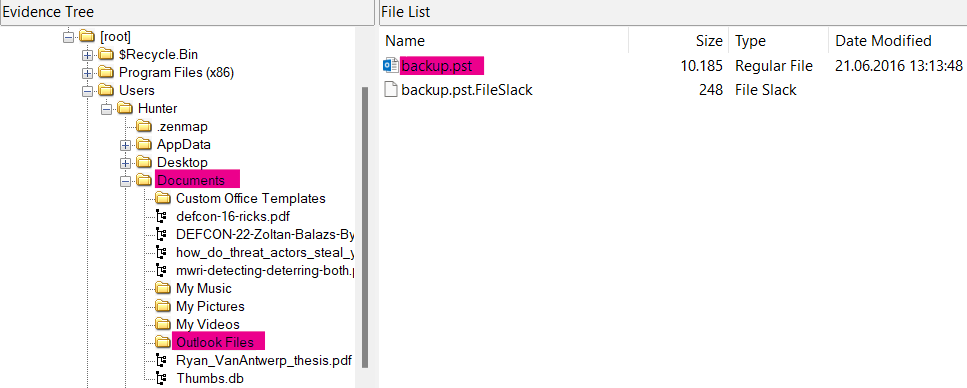 Evidence Tree
[root]
$Recycle.Bin
Program Files (x86)
Users
Hunter
.zenmap
AppData
Desktop
Documents
Custom Office Templates
defcon-16-ricks.pdf
DEFCON-22-Zoltan-Balazs-By
how_do_threat_actors_steal_y
mwri-detecting-deterring-both.p
My Music
My Pictures
My Videos
Outlook Files
Ryan_VanAntwerp_thesis.pdf
Thumbs.db
File List
Name Size Type Date Modified
backup.pst 10.185 Regular File 21.06.2016 13:13:48
backup.pst.FileSlack 248 File Slack